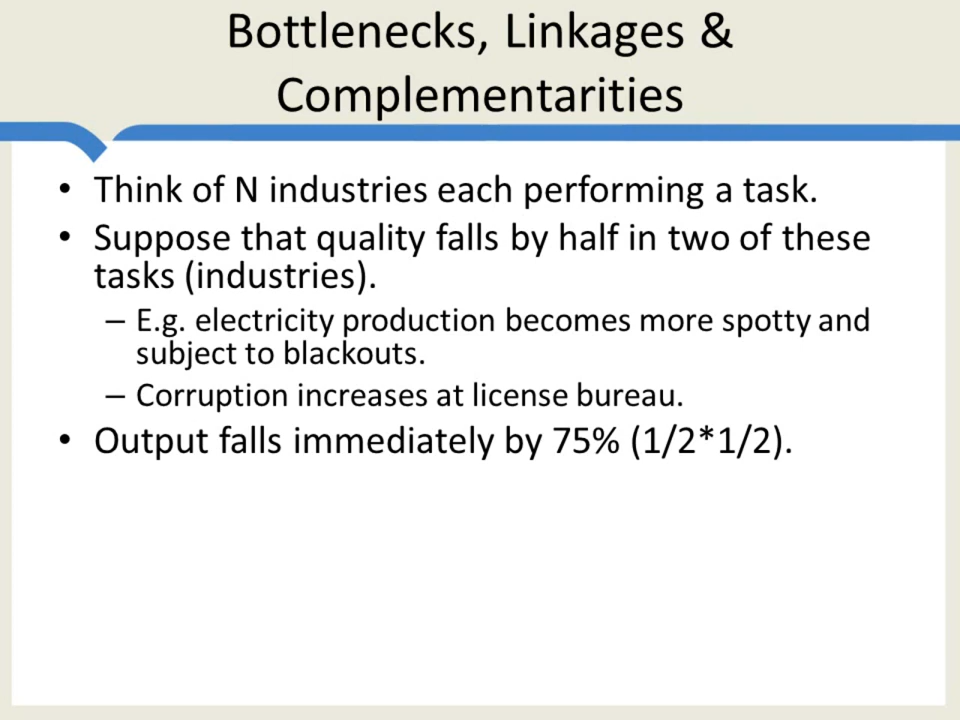 Bottlenecks, Linkages &
Complementarities
• Think of N industries each performing a task.
• Suppose that quality falls by half in two of these
tasks (industries).
– E.g. electricity production becomes more spotty and
subject to blackouts.
– Corruption increases at license bureau.
• Output falls immediately by 75% (1/2*1/2).